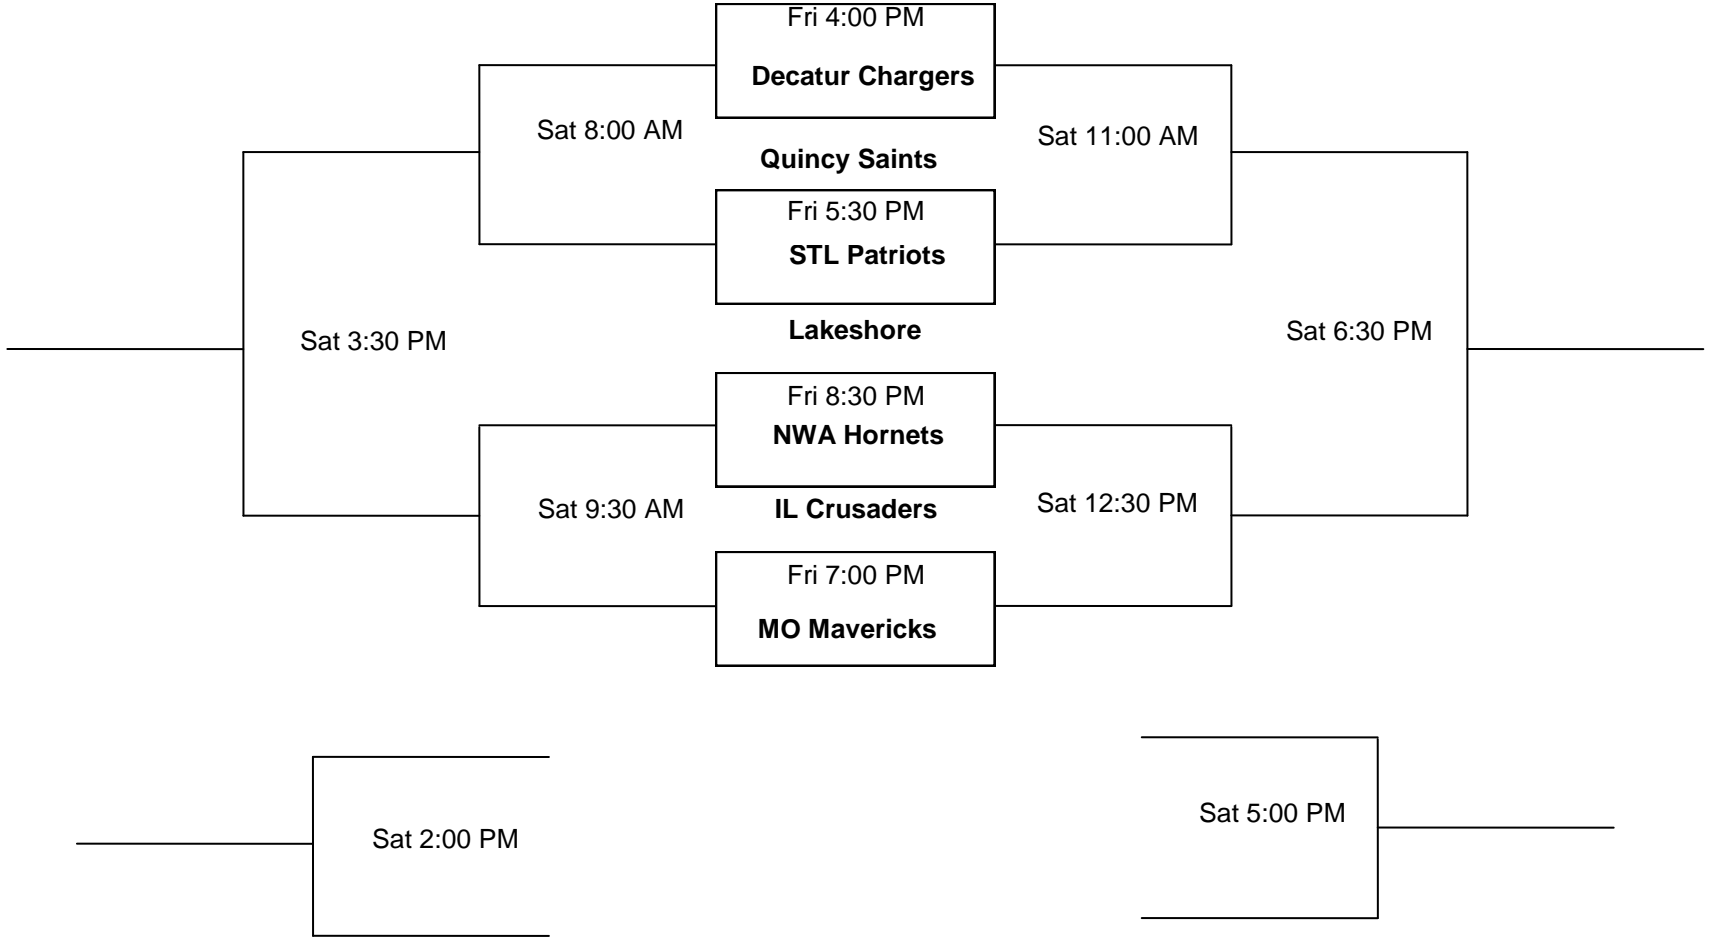 Fri 4:00 PM
Decatur Chargers
Sat 8:00 AM
Sat 11:00 AM
Quincy Saints
Fri 5:30 PM
STL Patriots
Lakeshore
Sat 3:30 PM
Sat 6:30 PM
Fri 8:30 PM
NWA Hornets
Sat 9:30 AM
IL Crusaders
Sat 12:30 PM
Fri 7:00 PM
MO Mavericks
Sat 2:00 PM
Sat 5:00 PM